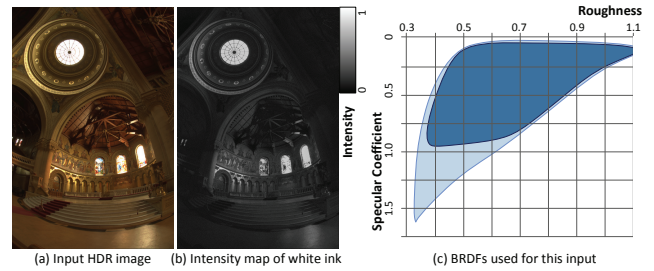 1
0
Intensity
Roughness
0.3 0.5 0.7 0.9 1.1
0
0.5
1.0
1.5
Specular Coefficient
(a) Input HDR image (b) Intensity map of white ink (c) BRDFs used for this input